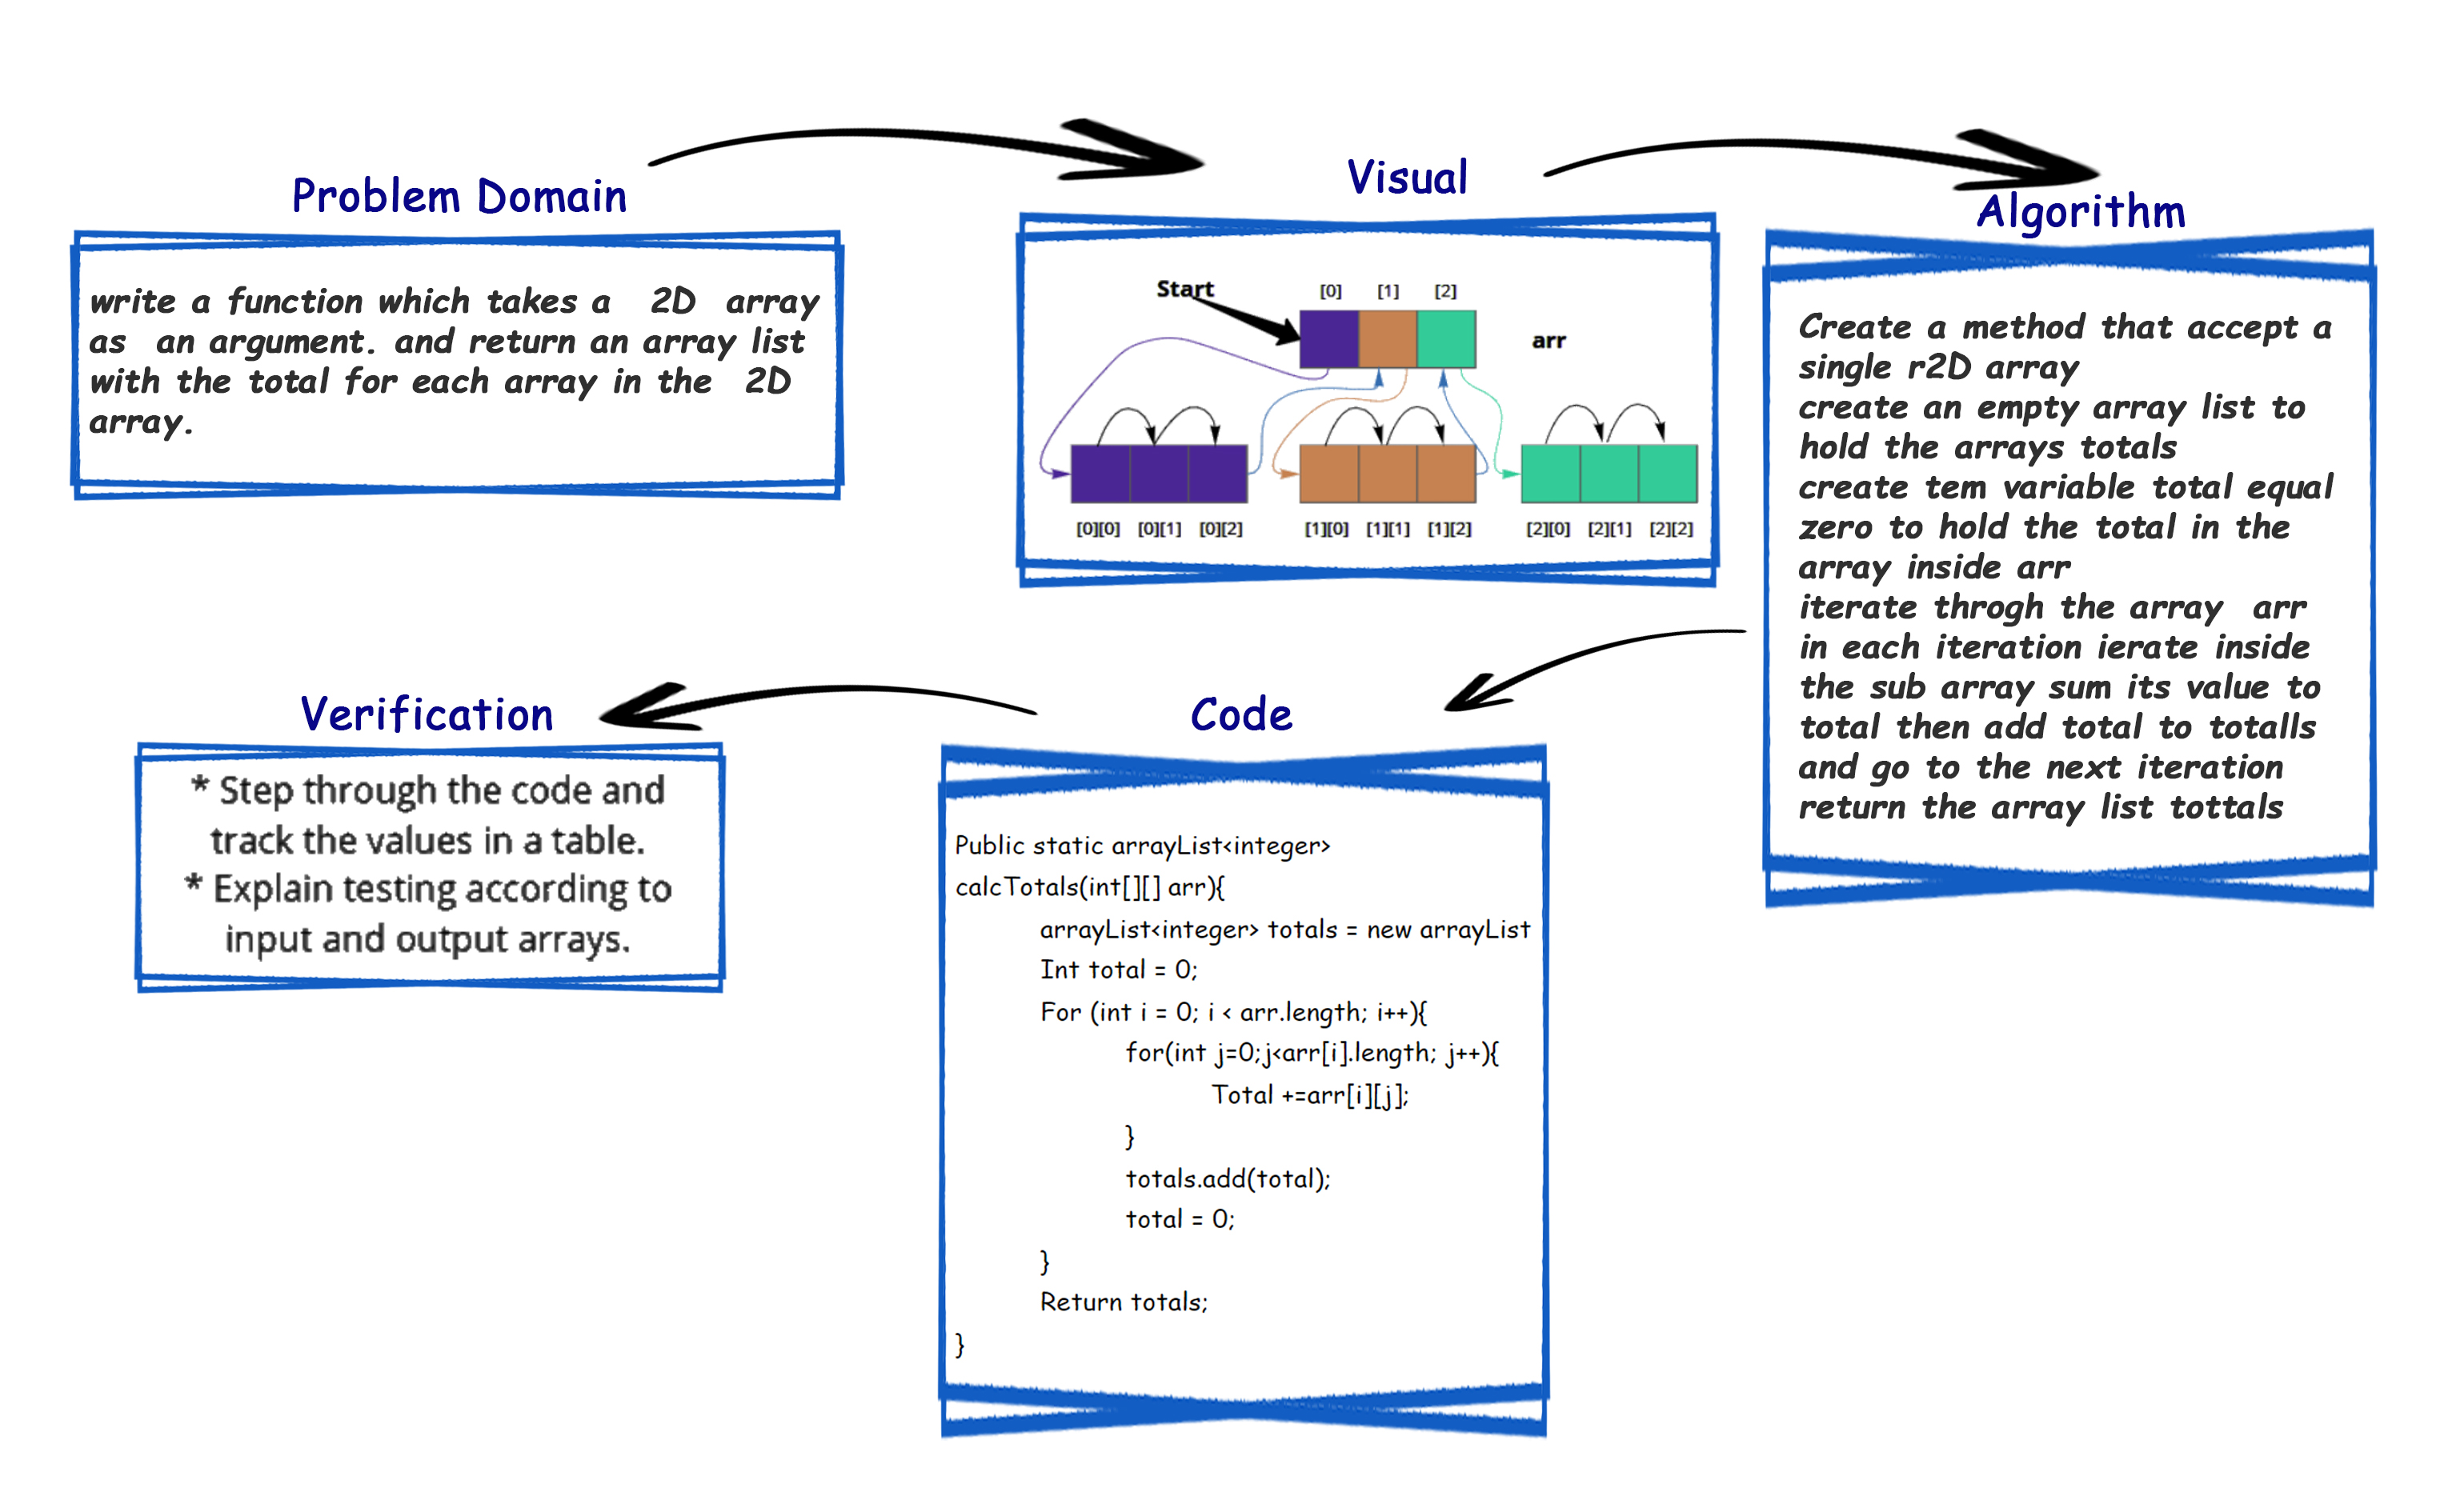 Problem Domain
write a function which takes a 2D array
as an argument. and return an array list
with the total for each array in the 2D
array.
Visual
Start
[0] [1] [2]
arr
[0][0] [0][1] [0][2] [1][0] [1][1] [1][2] [2][0] [2][1] [2][2]
Algorithm
Create a method that accept a
single r2D array
create an empty array list to
hold the arrays totals
create tem variable total equal
zero to hold the total in the
array inside arr
iterate throgh the array arr
in each iteration ierate inside
the sub array sum its value to
total then add total to totalls
and go to the next iteration
return the array list tottals
Code
Public static arrayList<integer>
calcTotals(int[][] arr){
arrayList<integer> totals = new arrayList
Int total = 0;
For (int i = 0; i < arr.length; i++){
for(int j=0;j<arr[i].length; j++){
Total +=arr[i][j];
}
totals.add(total);
total = 0;
}
Return totals;
}
Verification
* Step through the code and
track the values in a table.
* Explain testing according to
input and output arrays.